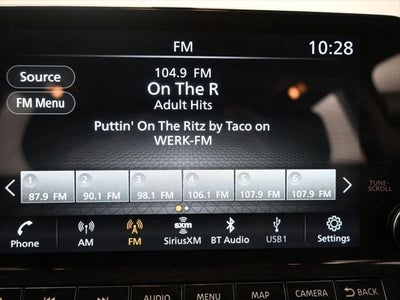 FM
10:28
Source
FM Menu
104.9 FM
On The R
Adult Hits
Puttin' On The Ritz by Taco on
WERK-FM
1 2 3 4 5 6
87.9 FM 90.1 FM 98.1 FM 106.1 FM 107.9 FM 107.9 FM
TUNE-
SCROLL
sxm
Phone AM FM SiriusXM BT Audio USB1 Settings
AUDIO MENU MAP CAMERA BACK